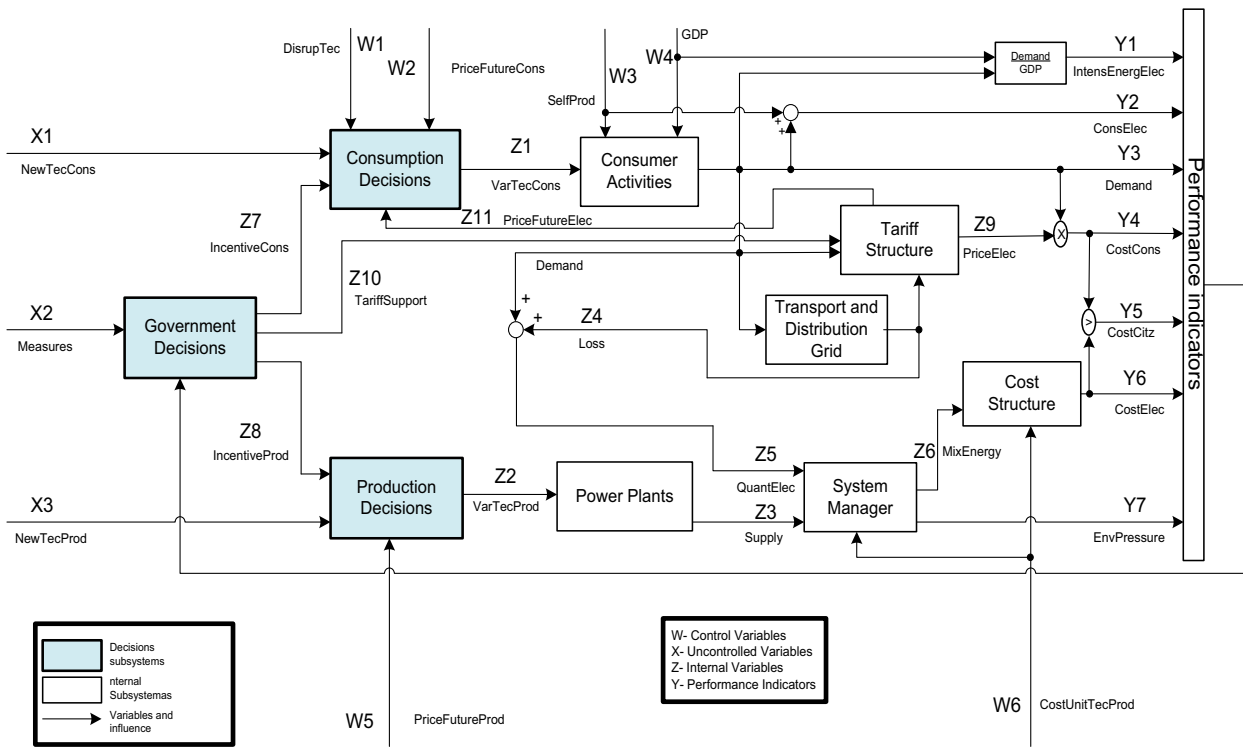 GDP
W1
DisrupTec
W2
PriceFutureCons
W3
W4
SelfProd
Demand
GDP
Y1
IntensEnergElec
Y2
ConsElec
X1
NewTecCons
Consumption
Decisions
Z1
VarTecCons
Consumer
Activities
+
+
Y3
Demand
Z7
IncentiveCons
Z11
PriceFutureElec
Tariff
Structure
Z9
PriceElec
X
Y4
CostCons
Z10
TariffSupport
Demand
X2
Measures
Government
Decisions
+
+
Z4
Loss
Transport and
Distribution
Grid
>
Y5
CostCitz
Cost
Structure
Y6
CostElec
Performance indicators
Z8
IncentiveProd
Z5
QuantElec
Z6
MixEnergy
X3
NewTecProd
Production
Decisions
Z2
VarTecProd
Power Plants
Z3
Supply
System
Manager
Y7
EnvPressure
Decisions
subsystems
nternal
Subsystemas
Variables and
influence
W- Control Variables
X- Uncontrolled Variables
Z- Internal Variables
Y- Performance Indicators
W5
PriceFutureProd
W6
CostUnitTecProd